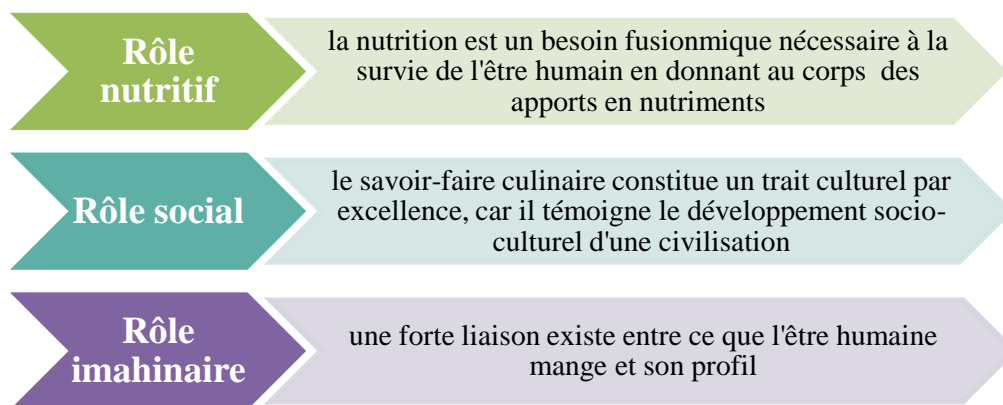 Rôle
nutritif
la nutrition est un besoin fusionmique nécessaire à la
survie de l'être humain en donnant au corps des
apports en nutriments
Rôle social
le savoir-faire culinaire constitue un trait culturel par
excellence, car il témoigne le développement socio-
culturel d'une civilisation
Rôle
imahinaire
une forte liaison existe entre ce que l'être humaine
mange et son profil